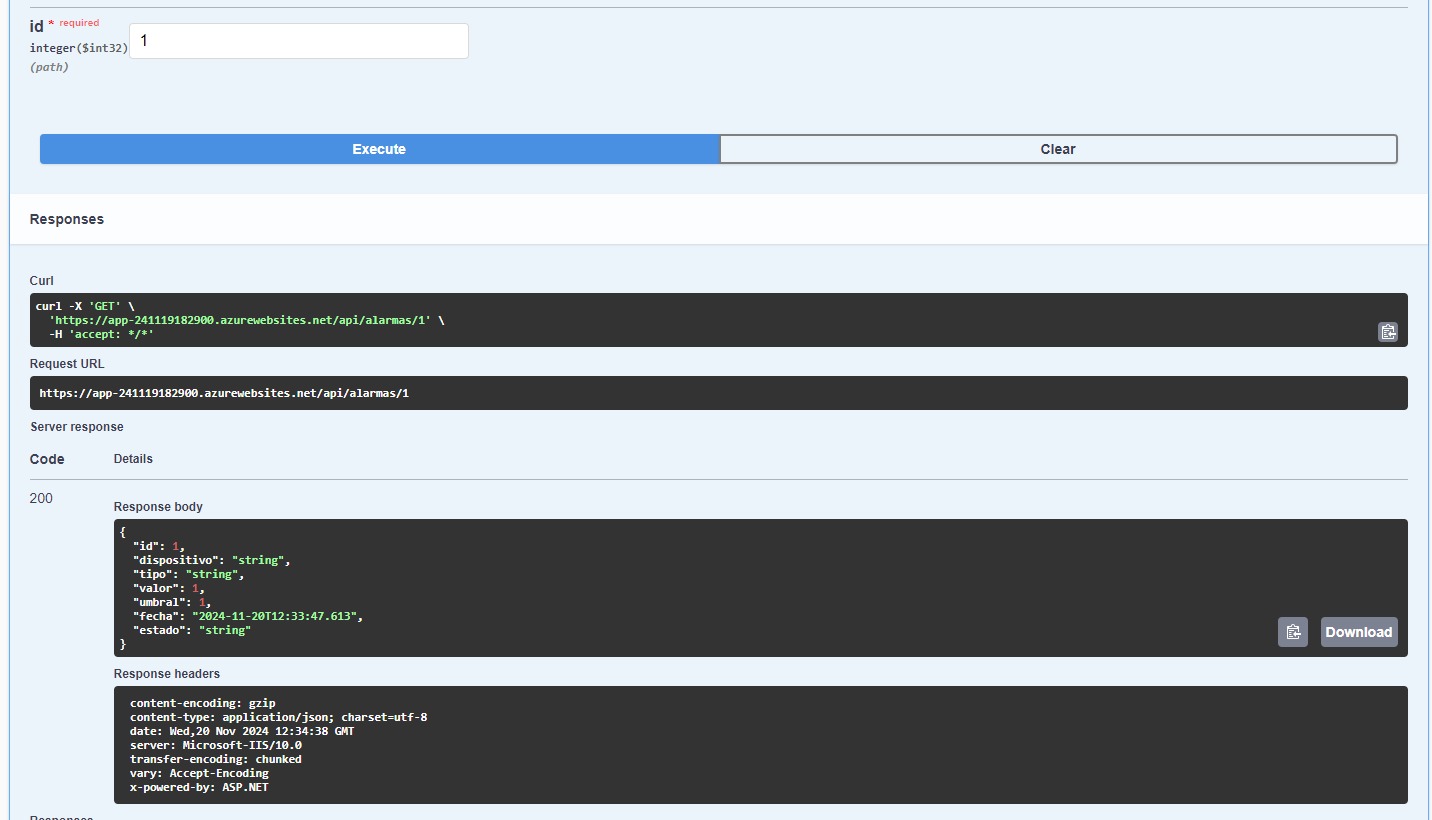 id * required
integer($int32)
(path)
1
Execute
Clear
Responses
Curl
curl -X 'GET' \
  'https://app-241119182900.azurewebsites.net/api/alarmas/1' \
  -H 'accept: */*'
Request URL
https://app-241119182900.azurewebsites.net/api/alarmas/1
Server response
Code Details
200
Response body
{
  "id": 1,
  "dispositivo": "string",
  "tipo": "string",
  "valor": 1,
  "umbral": 1,
  "fecha": "2024-11-20T12:33:47.613",
  "estado": "string"
}
Download
Response headers
content-encoding: gzip
content-type: application/json; charset=utf-8
date: Wed,20 Nov 2024 12:34:38 GMT
server: Microsoft-IIS/10.0
transfer-encoding: chunked
vary: Accept-Encoding
x-powered-by: ASP.NET
Responses